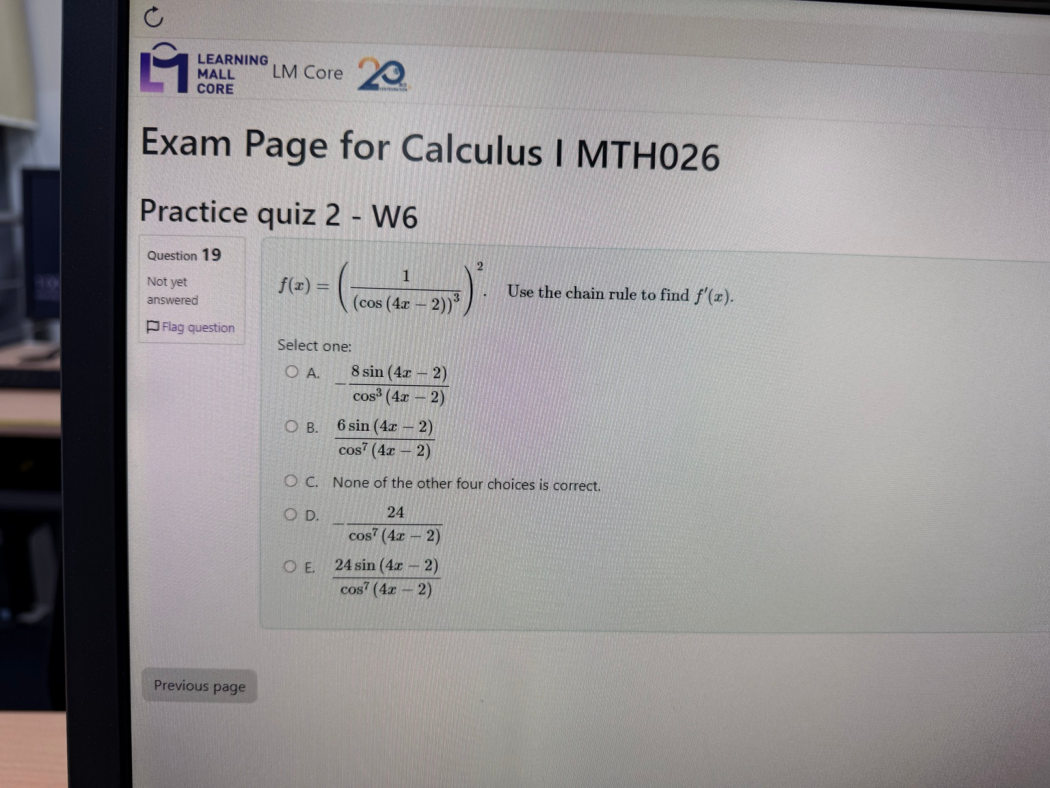 LEARNING
MALL
CORE
LM Core
20
Exam Page for Calculus I MTH026
Practice quiz 2 - W6
Question 19
Not yet
answered
Flag question
f(x) = (1 / (cos (4x − 2))³)². Use the chain rule to find f′(x).
Select one:
A. −8 sin (4x − 2) / cos³ (4x − 2)
B. 6 sin (4x − 2) / cos⁷ (4x − 2)
C. None of the other four choices is correct.
D. −24 / cos⁷ (4x − 2)
E. 24 sin (4x − 2) / cos⁷ (4x − 2)
Previous page